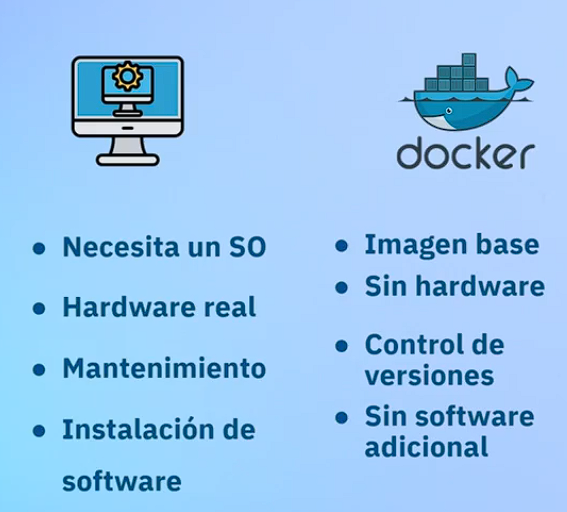 docker
• Necesita un SO
• Hardware real
• Mantenimiento
• Instalación de
software
• Imagen base
• Sin hardware
• Control de
versiones
• Sin software
adicional